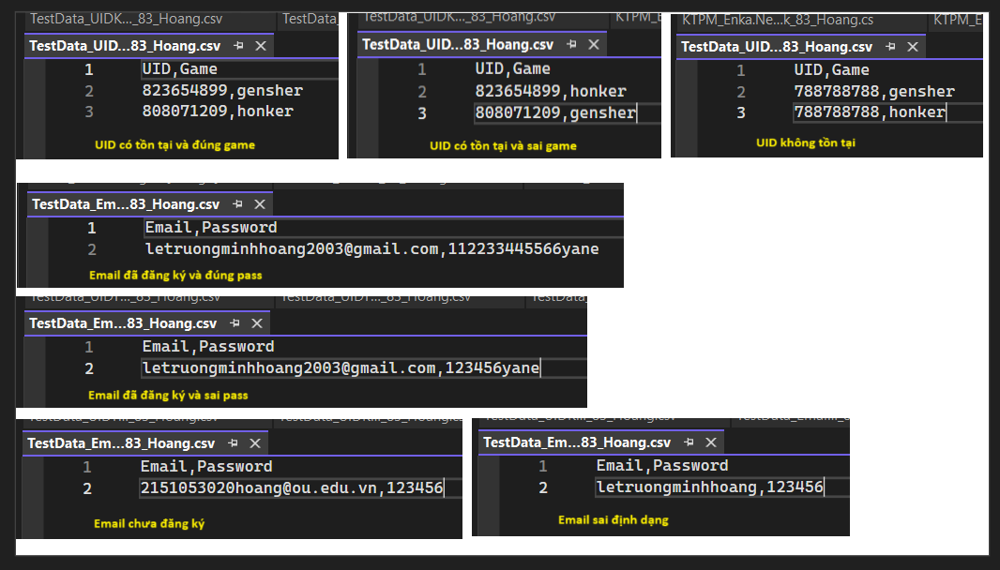 TestData_UIDK..._83_Hoang.csv
TestData_
TestData_UID...83_Hoang.csv
1 UID,Game
2 823654899,gensher
3 808071209,honker
UID có tồn tại và đúng game
TestData_UIDK..._83_Hoang.csv
KTPM_E
TestData_UID...83_Hoang.csv
1 UID,Game
2 823654899,honker
3 808071209,gensher
UID có tồn tại và sai game
KTPM_Enka.Ne...k_83_Hoang.cs
KTPM_E
TestData_UID...83_Hoang.csv
1 UID,Game
2 788788788,gensher
3 788788788,honker
UID không tồn tại
TestData_Em...83_Hoang.csv
1 Email,Password
2 letruongminhhoang2003@gmail.com,112233445566yane
Email đã đăng ký và đúng pass
TestData_Em...83_Hoang.csv
1 Email,Password
2 letruongminhhoang2003@gmail.com,123456yane
Email đã đăng ký và sai pass
TestData_Em...83_Hoang.csv
1 Email,Password
2 2151053020hoang@ou.edu.vn,123456
Email chưa đăng ký
TestData_Em...83_Hoang.csv
1 Email,Password
2 letruongminhhoang,123456
Email sai định dạng